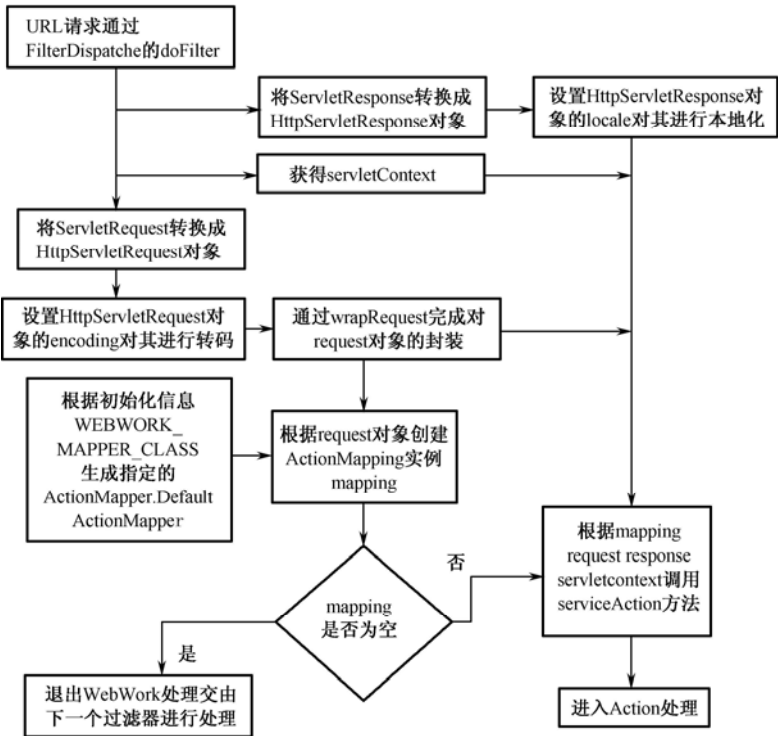 URL请求通过
FilterDispatche的doFilter
将ServletResponse转换成
HttpServletResponse对象
设置HttpServletResponse对
象的locale对其进行本地化
获得servletContext
将ServletRequest转换成
HttpServletRequest对象
设置HttpServletRequest对
象的encoding对其进行转码
通过wrapRequest完成对
request对象的封装
根据初始化信息
WEBWORK_
MAPPER_CLASS
生成指定的
ActionMapper.Default
ActionMapper
根据request对象创建
ActionMapping实例
mapping
根据mapping
request response
servletcontext调用
serviceAction方法
否
mapping
是否为空
是
退出WebWork处理交由
下一个过滤器进行处理
进入Action处理